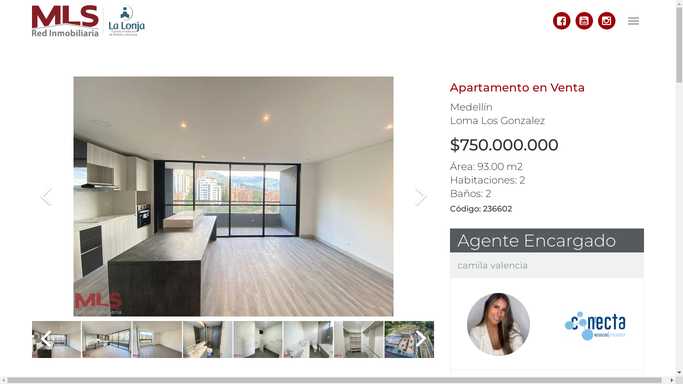 MLS
Red Inmobiliaria
La Lonja
Apartamento en Venta
Medellín
Loma Los Gonzalez
$750.000.000
Área: 93.00 m2
Habitaciones: 2
Baños: 2
Código: 236602
Agente Encargado
camila valencia
conecta
MLS